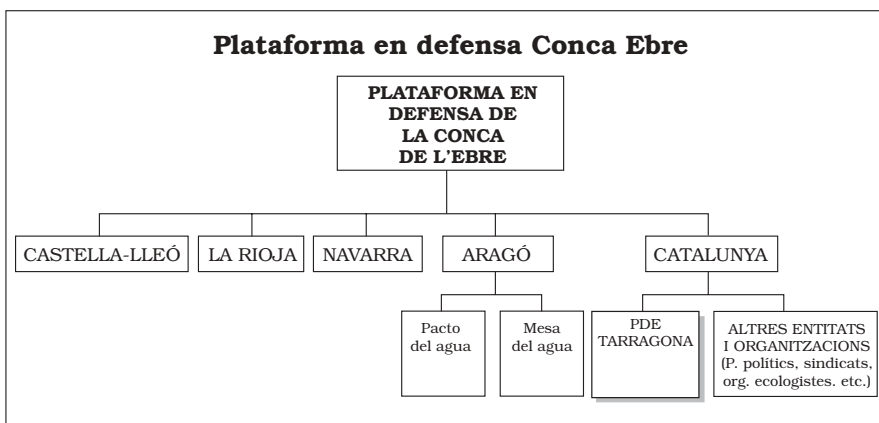 Plataforma en defensa Conca Ebre
PLATAFORMA EN
DEFENSA DE
LA CONCA
DE L'EBRE
CASTELLA-LLEÓ
LA RIOJA
NAVARRA
ARAGÓ
CATALUNYA
Pacto
del agua
Mesa
del agua
PDE
TARRAGONA
ALTRES ENTITATS
I ORGANITZACIONS
(P. polítics, sindicats,
org. ecologistes. etc.)